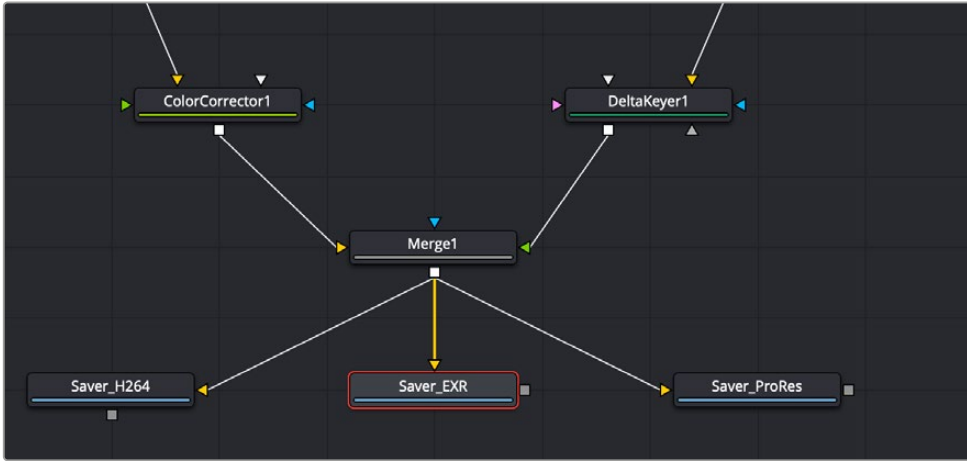 ColorCorrector1
DeltaKeyer1
Merge1
Saver_H264
Saver_EXR
Saver_ProRes